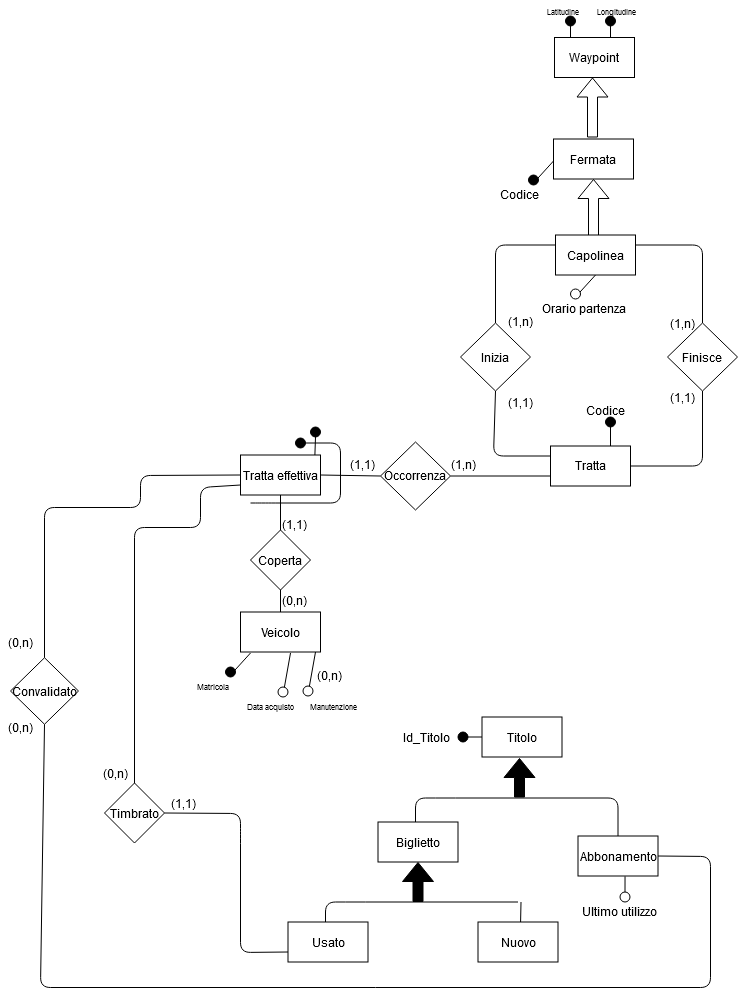 Latitudine
Longitudine
Waypoint
Fermata
Codice
Capolinea
Orario partenza
(1,n)
(1,n)
Inizia
Finisce
(1,1)
(1,1)
Codice
Tratta effettiva
(1,1)
Occorrenza
(1,n)
Tratta
(1,1)
Coperta
(0,n)
Veicolo
(0,n)
Convalidato
(0,n)
Matricola
(0,n)
Data acquisto
Manutenzione
Id_Titolo
Titolo
(0,n)
Timbrato
(1,1)
Biglietto
Abbonamento
Ultimo utilizzo
Usato
Nuovo